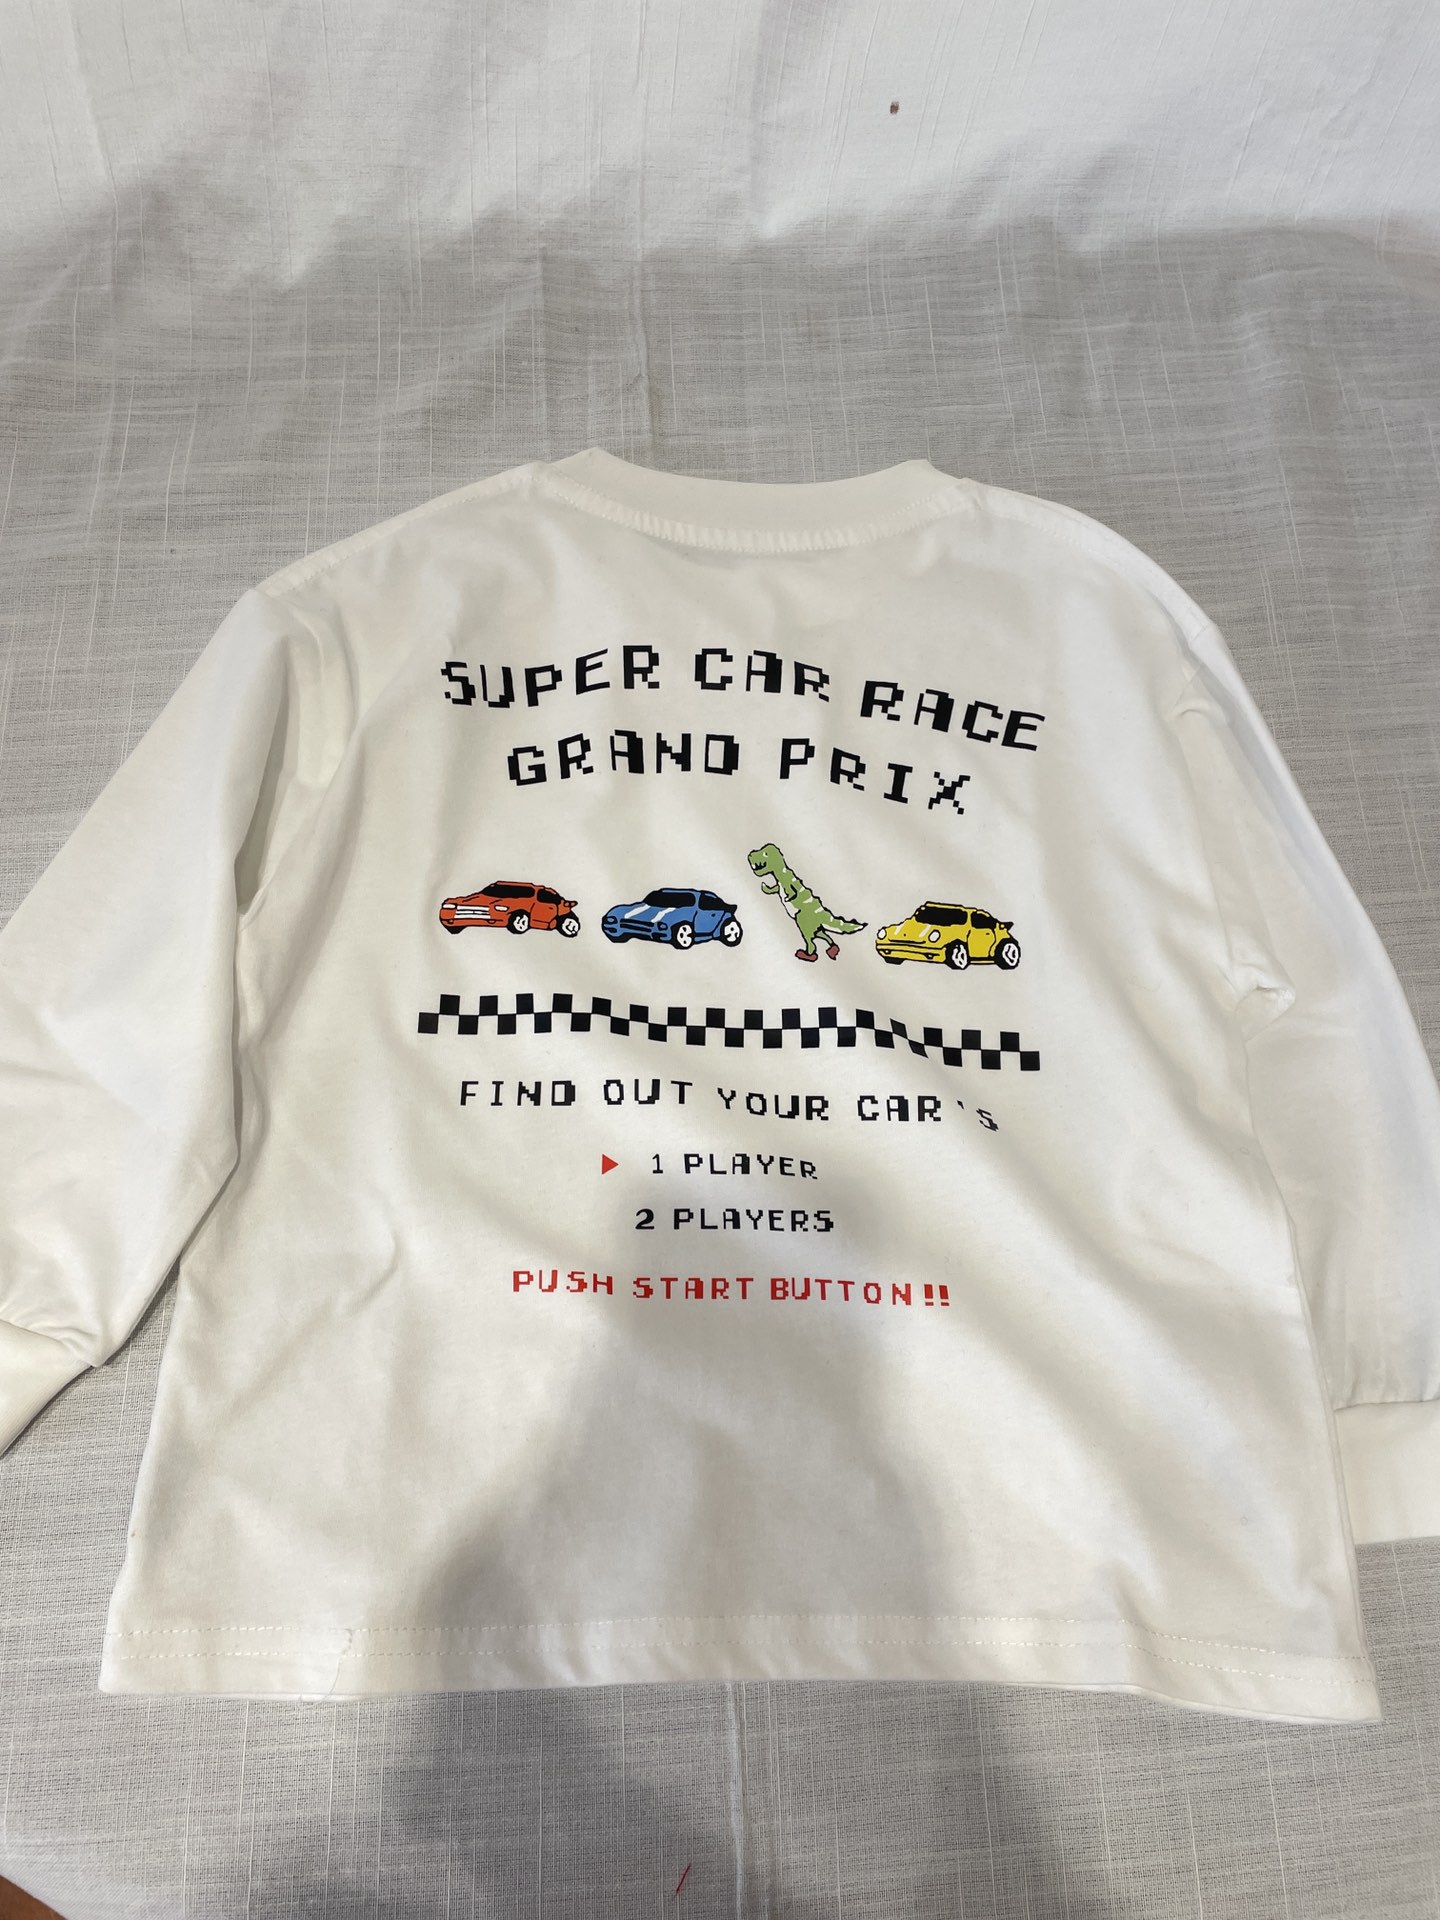 SUPER CAR RACE
GRAND PRIX
FIND OUT YOUR CAR'S
1 PLAYER
2 PLAYERS
PUSH START BUTTON!!